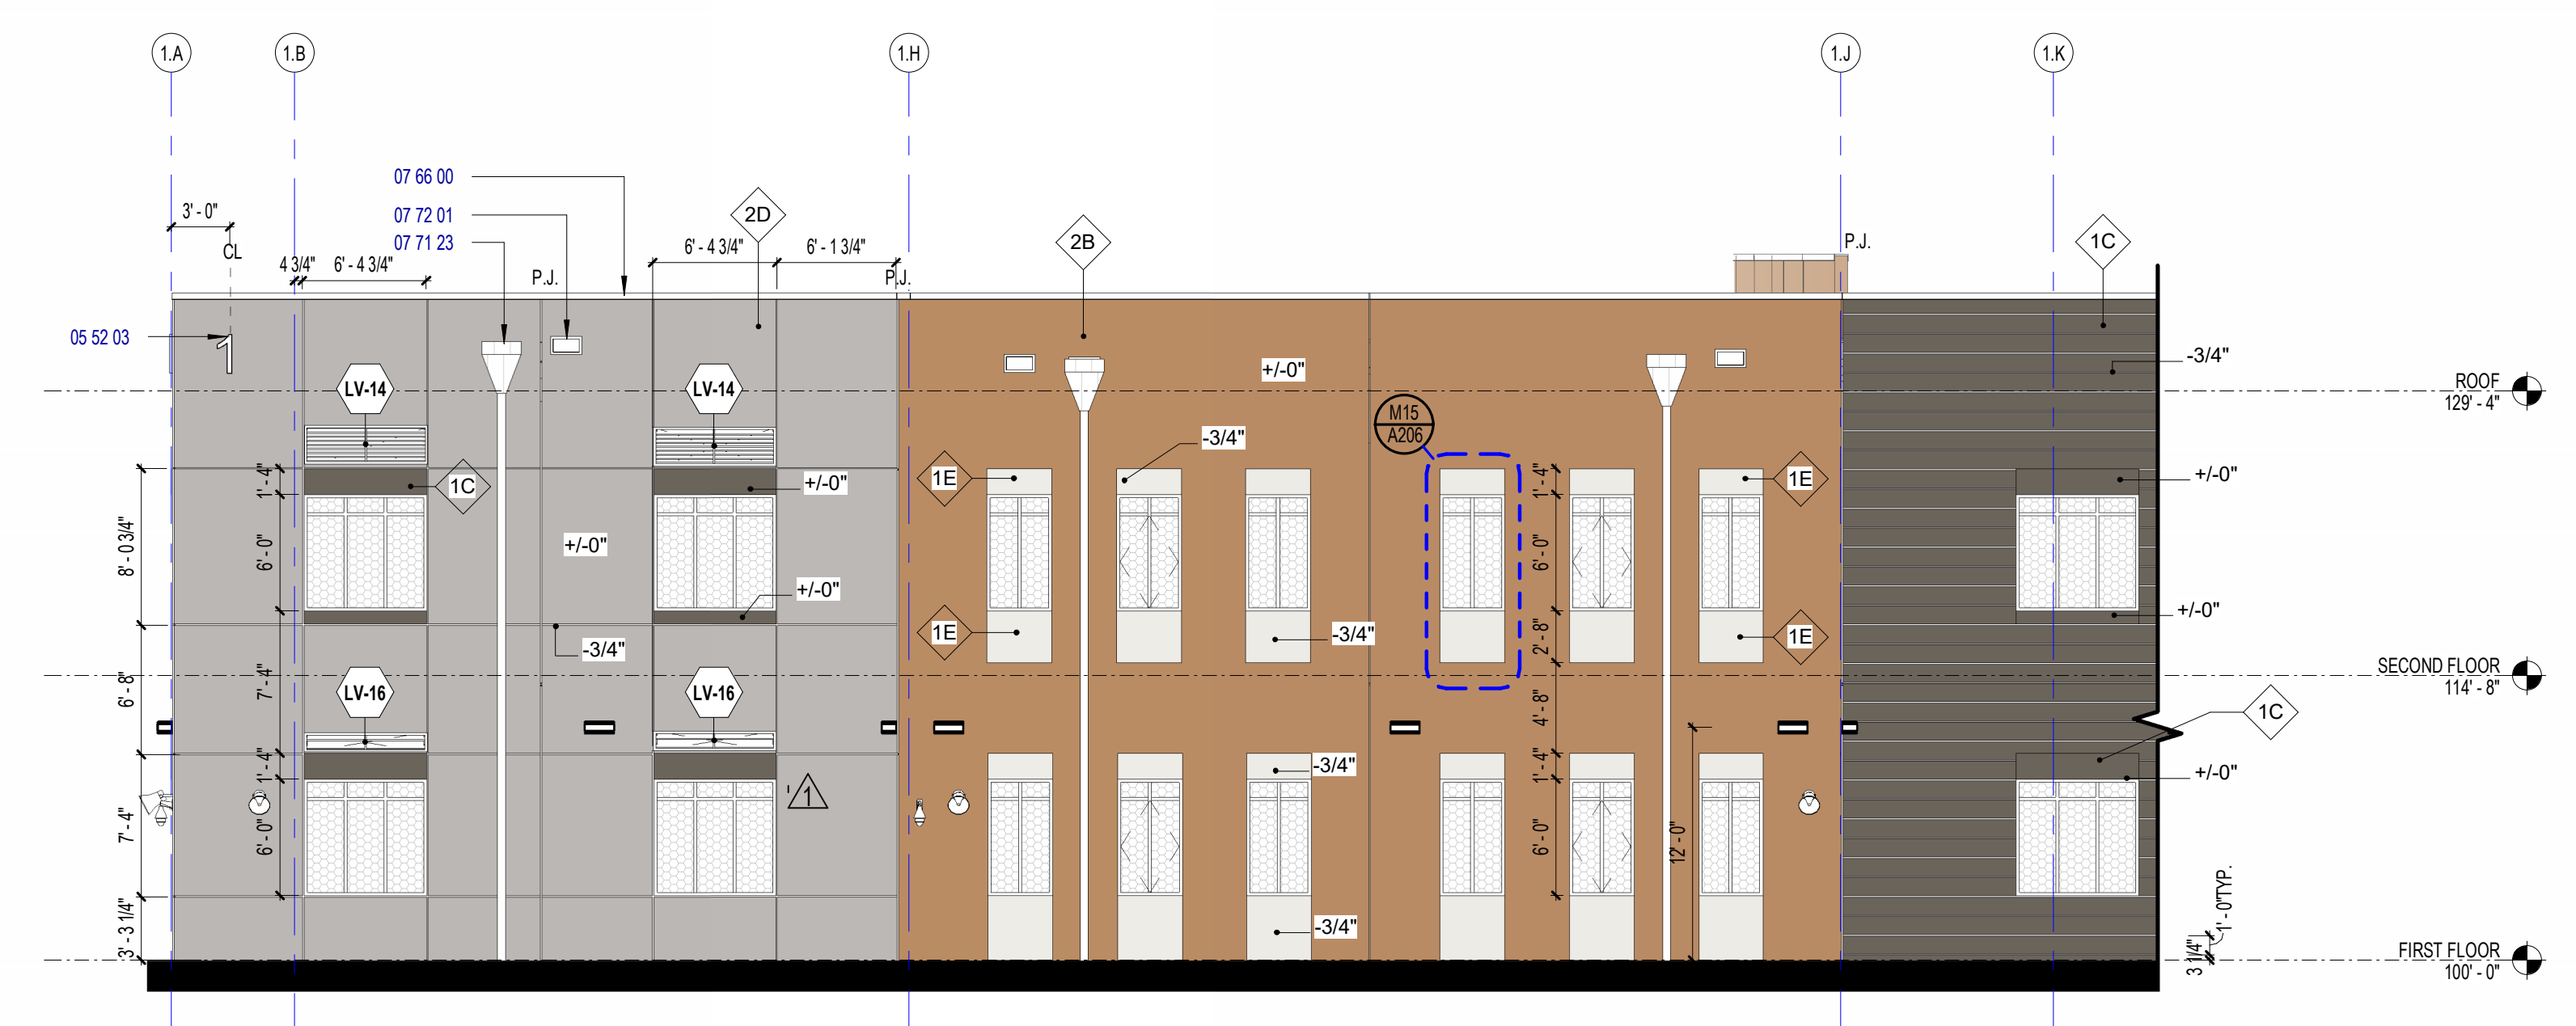 1.A
1.B
1.H
1.J
1.K
07 66 00
07 72 01
07 71 23
3' - 0"
CL
4 3/4"
6' - 4 3/4"
P.J.
6' - 4 3/4"
2D
6' - 1 3/4"
P.J.
2B
P.J.
1C
05 52 03
1
LV-14
LV-14
+/-0"
-3/4"
ROOF
129' - 4"
M15
A206
-3/4"
1'- 4"
1C
+/-0"
1E
1'- 4"
1E
+/-0"
8' - 0 3/4"
6' - 0"
+/-0"
6' - 0"
+/-0"
+/-0"
1E
-3/4"
2' - 8"
1E
-3/4"
SECOND FLOOR
114' - 8"
6' - 8"
7' - 4"
LV-16
LV-16
4' - 8"
1C
1'- 4"
-3/4"
1'- 4"
+/-0"
1
7' - 4"
6' - 0"
6' - 0"
12' - 0"
3' - 3 1/4"
-3/4"
3 1/4"
1' - 0"TYP.
FIRST FLOOR
100' - 0"